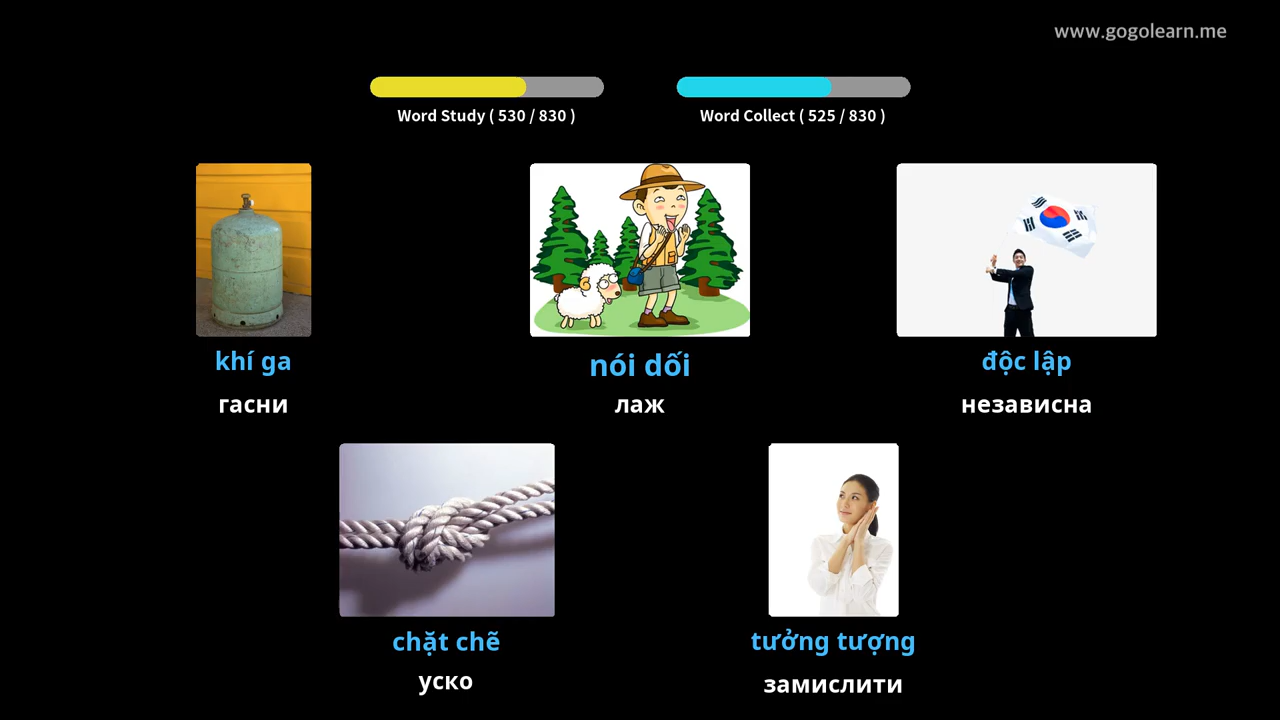 www.gogolearn.me
Word Study ( 530 / 830 )
Word Collect ( 525 / 830 )
khí ga
гасни
nói dối
лаж
độc lập
независна
chặt chẽ
уско
tưởng tượng
замислити